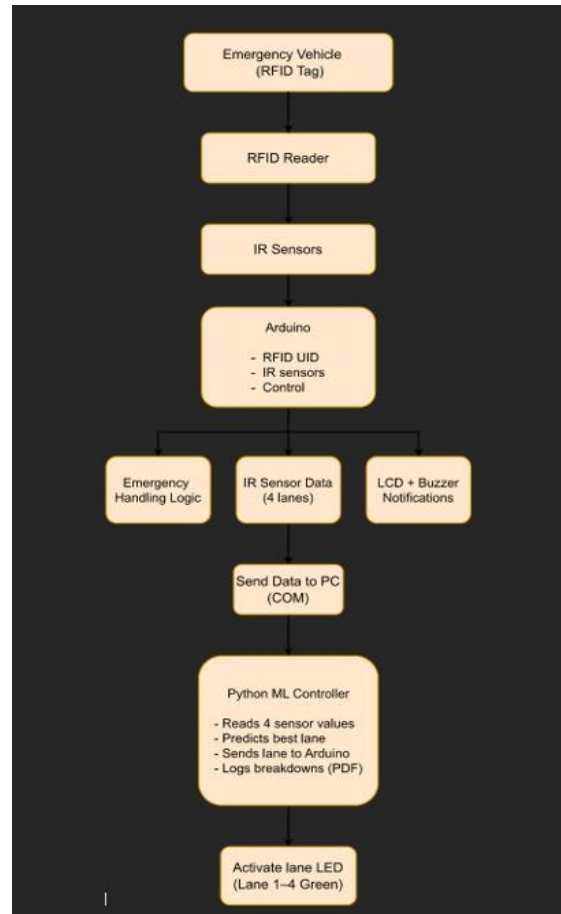 Emergency Vehicle
(RFID Tag)
RFID Reader
IR Sensors
Arduino
- RFID UID
- IR sensors
- Control
Emergency
Handling Logic
IR Sensor Data
(4 lanes)
LCD + Buzzer
Notifications
Send Data to PC
(COM)
Python ML Controller
- Reads 4 sensor values
- Predicts best lane
- Sends lane to Arduino
- Logs breakdowns (PDF)
Activate lane LED
(Lane 1–4 Green)